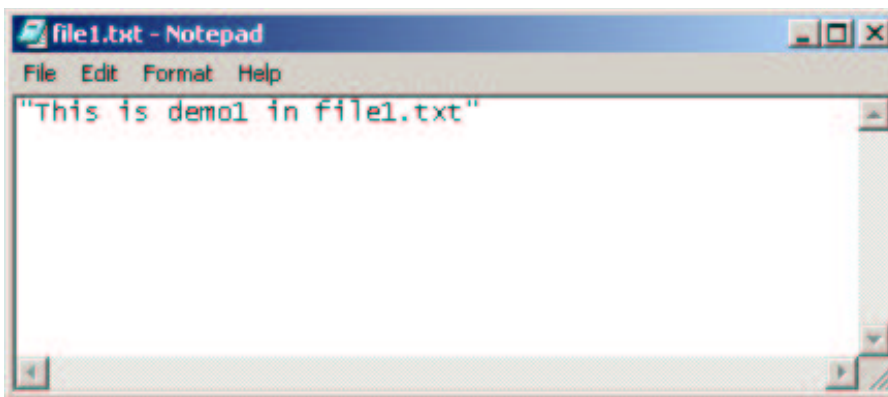 file1.txt - Notepad
File Edit Format Help
"This is demo1 in file1.txt"